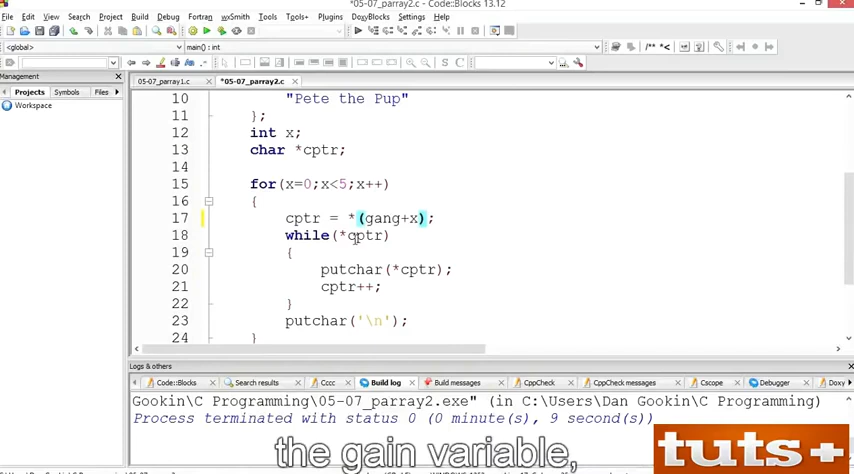 *05-07_parray2.c - Code::Blocks 13.12
File Edit View Search Project Build Debug Fortran wxSmith Tools Tools+ Plugins DoxyBlocks Settings Help
<global> main() : int
Management
Projects Symbols Files
Workspace
05-07_parray1.c *05-07_parray2.c
10 "Pete the Pup"
11 };
12 int x;
13 char *cptr;
14
15 for(x=0;x<5;x++)
16 {
17 cptr = *(gang+x);
18 while(*cptr)
19 {
20 putchar(*cptr);
21 cptr++;
22 }
23 putchar('\n');
24 }
Logs & others
Code::Blocks Search results Cccc Build log Build messages CppCheck CppCheck messages Cscope Debugger Doxy
Gookin\C Programming\05-07_parray2.exe" (in C:\Users\Dan Gookin\C Programming)
Process terminated with status 0 (0 minute(s), 9 second(s))
the gain variable,
tuts+